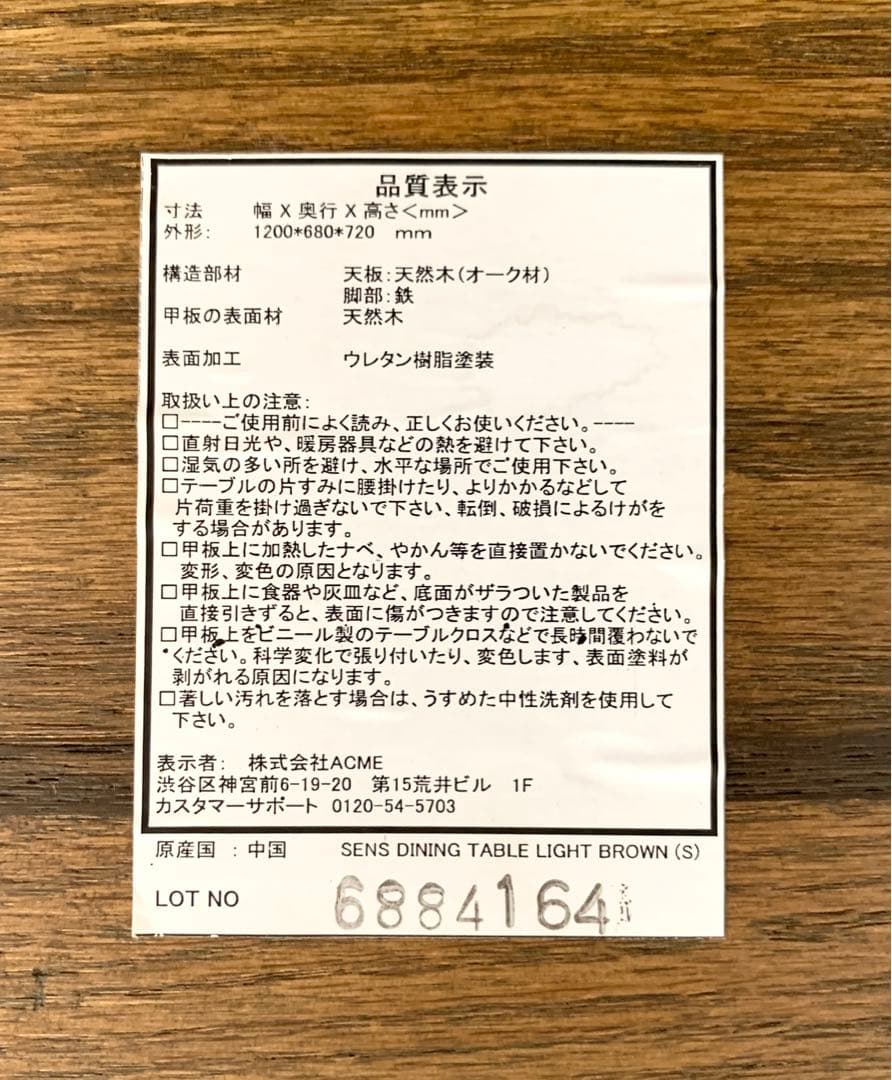 品質表示
寸法 幅 X 奥行 X 高さ<mm>
外形: 1200*680*720 mm
構造部材 天板:天然木(オーク材)
脚部:鉄
甲板の表面材 天然木
表面加工 ウレタン樹脂塗装
取扱い上の注意:
□----ご使用前によく読み、正しくお使いください。----
□直射日光や、暖房器具などの熱を避けて下さい。
□湿気の多い所を避け、水平な場所でご使用下さい。
□テーブルの片すみに腰掛けたり、よりかかるなどして
片荷重を掛け過ぎないで下さい、転倒、破損によるけがを
する場合があります。
□甲板上に加熱したナベ、やかん等を直接置かないでください。
変形、変色の原因となります。
□甲板上に食器や灰皿など、底面がザラついた製品を
直接引きずると、表面に傷がつきますので注意してください。
□甲板上をビニール製のテーブルクロスなどで長時間覆わないで
ください。科学変化で張り付いたり、変色します、表面塗料が
剥がれる原因になります。
□著しい汚れを落とす場合は、うすめた中性洗剤を使用して
下さい。
表示者: 株式会社ACME
渋谷区神宮前6-19-20 第15荒井ビル 1F
カスタマーサポート 0120-54-5703
原産国 :中国 SENS DINING TABLE LIGHT BROWN (S)
LOT NO 6884164